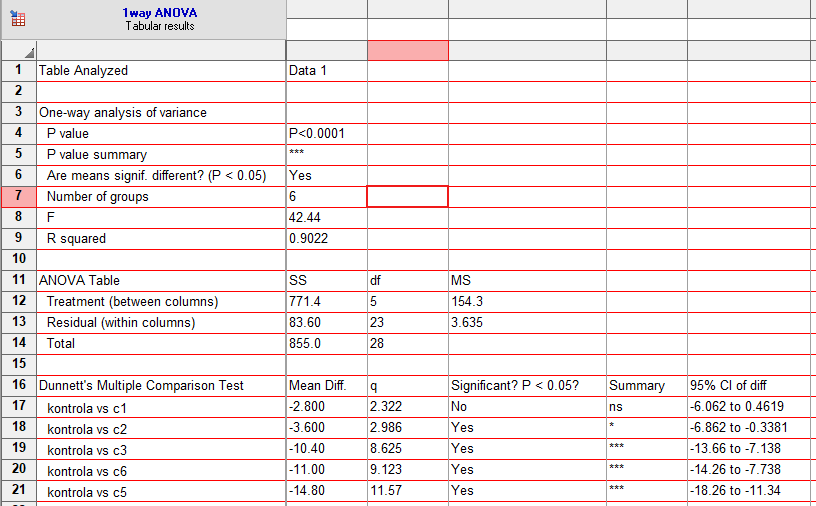 1way ANOVA
Tabular results
1 Table Analyzed Data 1
2
3 One-way analysis of variance
4 P value P<0.0001
5 P value summary ***
6 Are means signif. different? (P < 0.05) Yes
7 Number of groups 6
8 F 42.44
9 R squared 0.9022
10
11 ANOVA Table SS df MS
12 Treatment (between columns) 771.4 5 154.3
13 Residual (within columns) 83.60 23 3.635
14 Total 855.0 28
15
16 Dunnett's Multiple Comparison Test Mean Diff. q Significant? P < 0.05? Summary 95% CI of diff
17 kontrola vs c1 -2.800 2.322 No ns -6.062 to 0.4619
18 kontrola vs c2 -3.600 2.986 Yes * -6.862 to -0.3381
19 kontrola vs c3 -10.40 8.625 Yes *** -13.66 to -7.138
20 kontrola vs c6 -11.00 9.123 Yes *** -14.26 to -7.738
21 kontrola vs c5 -14.80 11.57 Yes *** -18.26 to -11.34